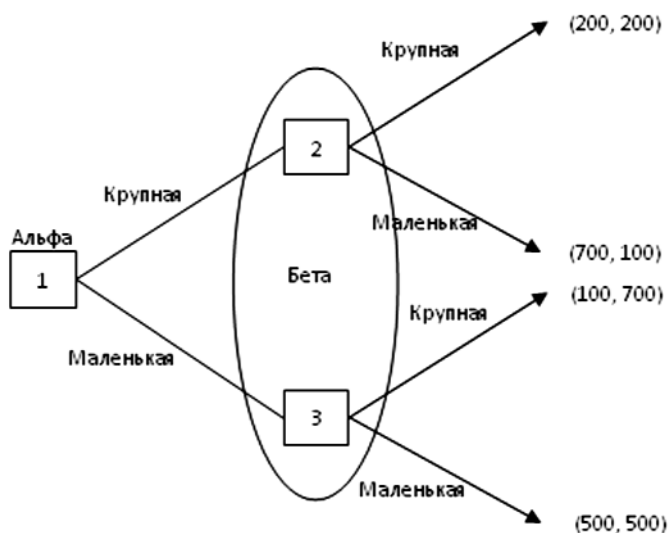 Крупная
(200, 200)
2
Крупная
Маленькая
Альфа
(700, 100)
1
Бета
(100, 700)
Крупная
Маленькая
3
Маленькая
(500, 500)